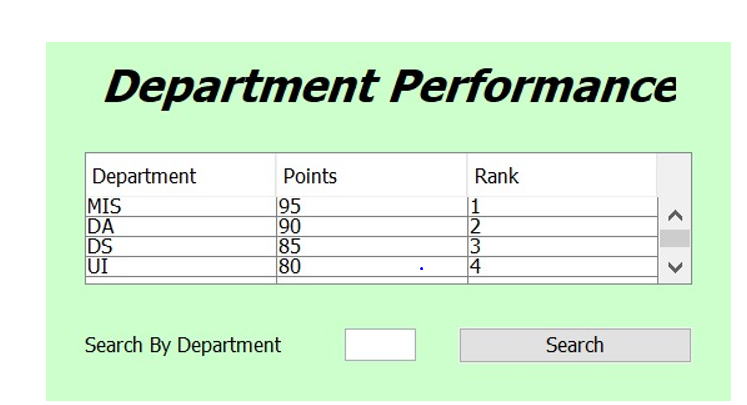 Department Performance
Department Points Rank
MIS 95 1
DA 90 2
DS 85 3
UI 80 4
Search By Department Search